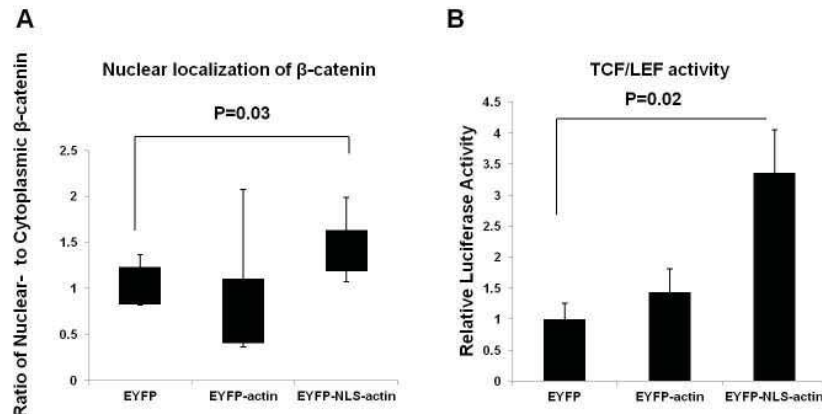 A
Nuclear localization of β-catenin
P=0.03
Ratio of Nuclear- to Cytoplasmic β-catenin
2.5
2
1.5
1
0.5
0
EYFP
EYFP-actin
EYFP-NLS-actin
B
TCF/LEF activity
P=0.02
Relative Luciferase Activity
4.5
4
3.5
3
2.5
2
1.5
1
0.5
0
EYFP
EYFP-actin
EYFP-NLS-actin